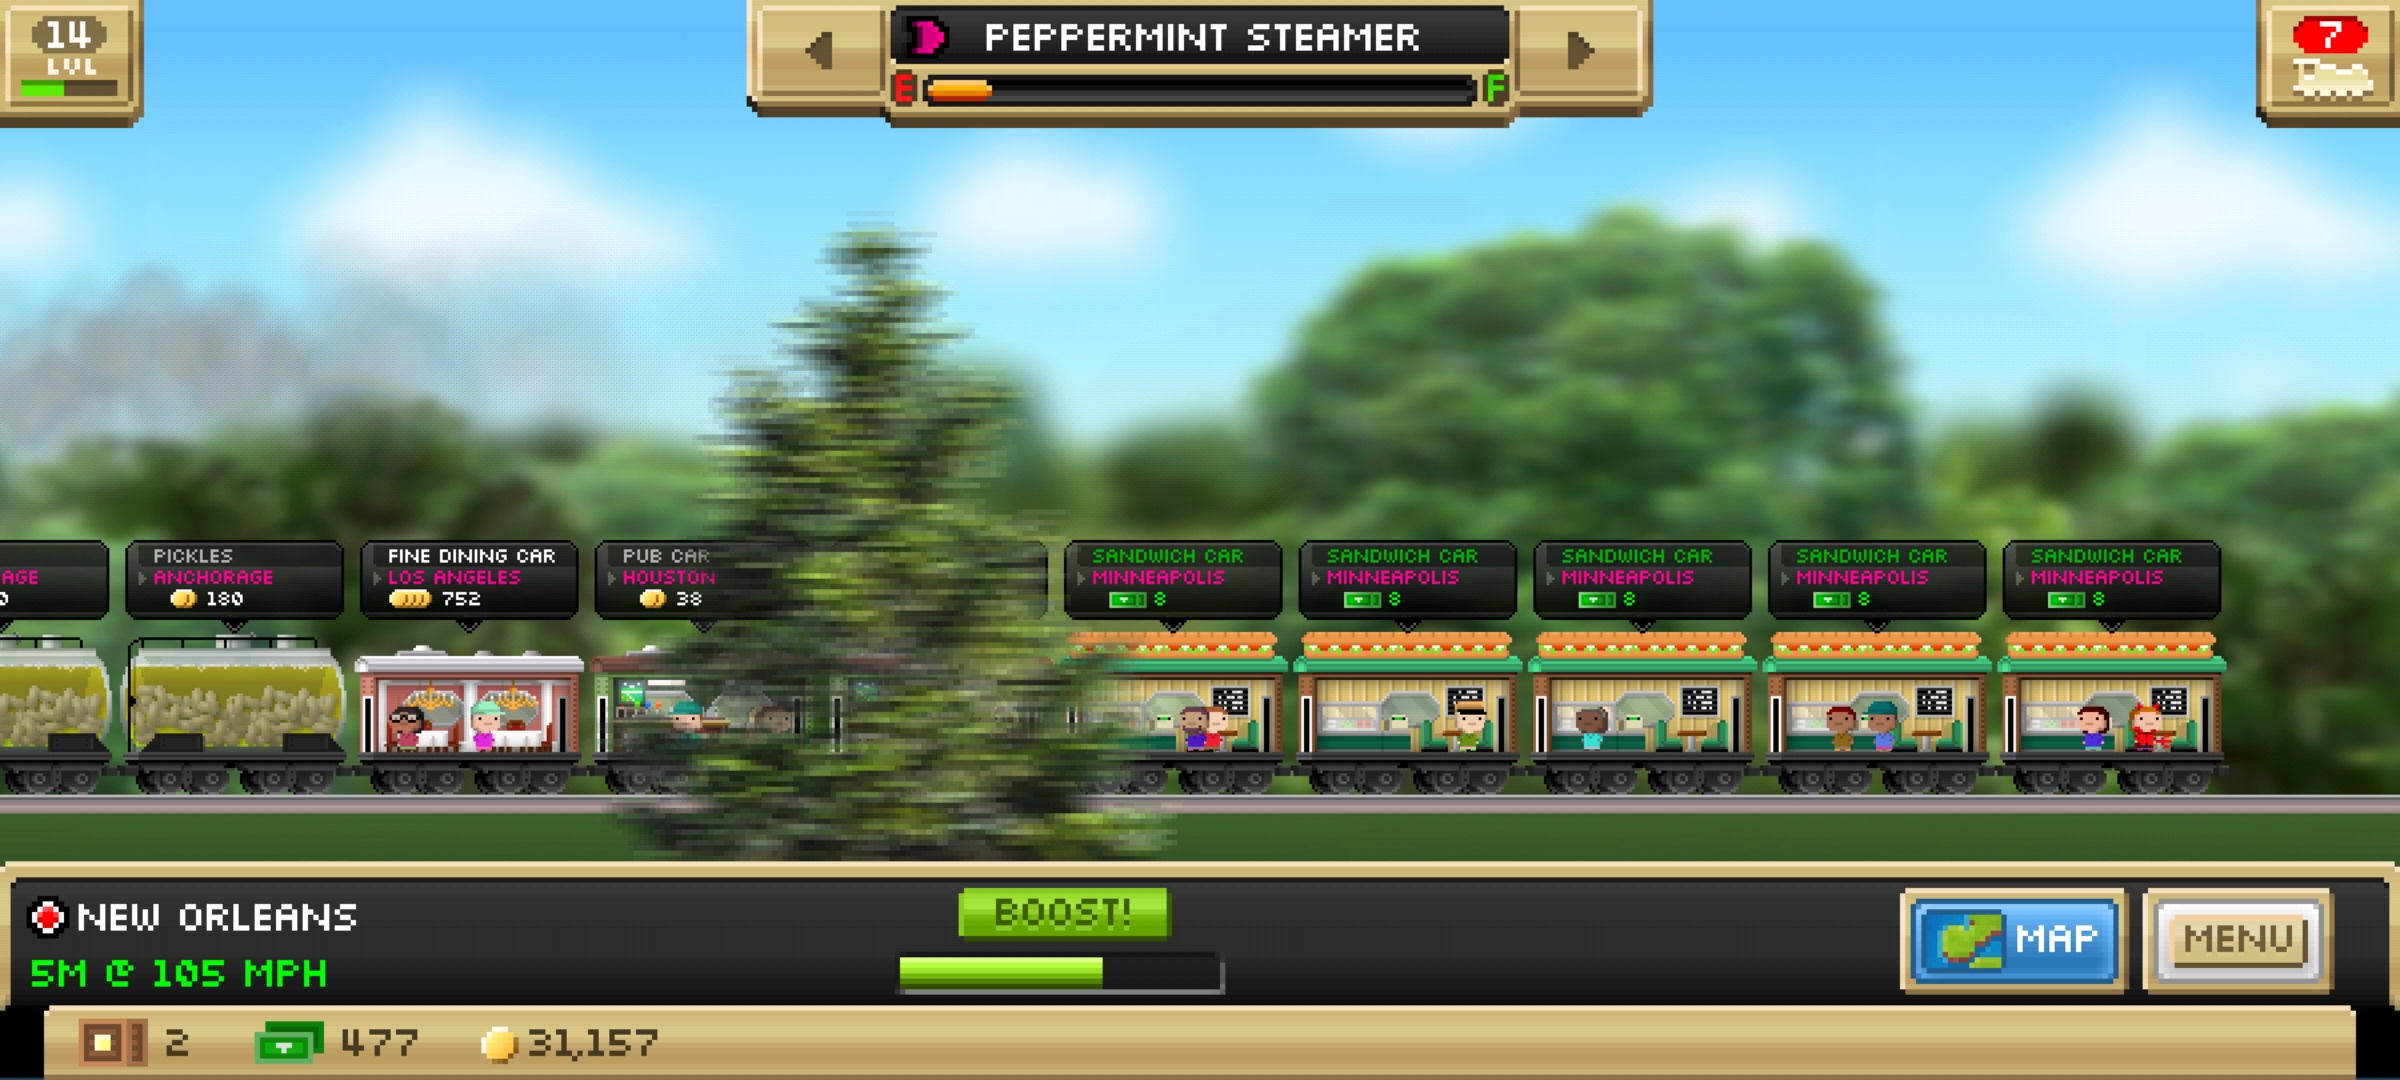 14
LVL
PEPPERMINT STEAMER
E
F
7
AGE
0
PICKLES
ANCHORAGE
180
FINE DINING CAR
LOS ANGELES
752
PUB CAR
HOUSTON
38
SANDWICH CAR
MINNEAPOLIS
8
SANDWICH CAR
MINNEAPOLIS
8
SANDWICH CAR
MINNEAPOLIS
8
SANDWICH CAR
MINNEAPOLIS
8
SANDWICH CAR
MINNEAPOLIS
8
NEW ORLEANS
5M @ 105 MPH
BOOST!
MAP
MENU
2
477
31,157